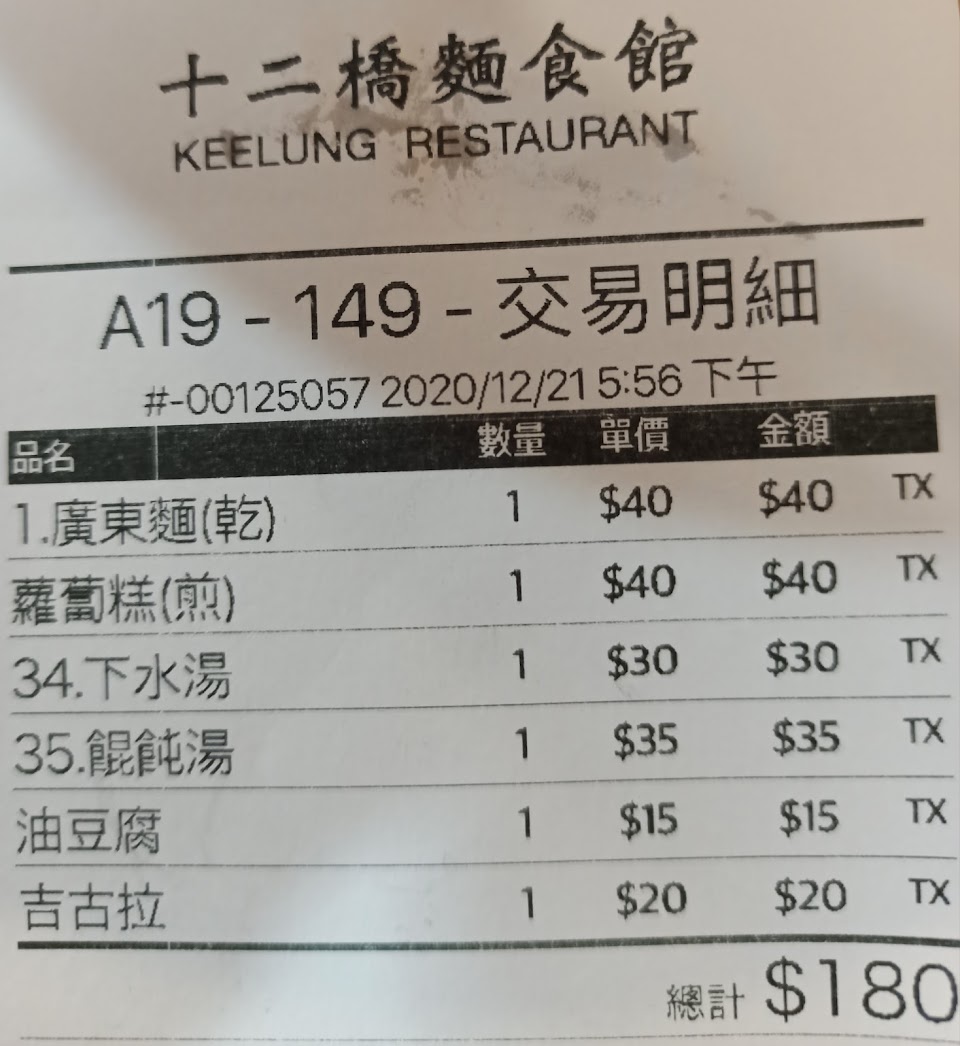 十二橋麵食館
KEELUNG RESTAURANT
A19 - 149 - 交易明細
#-00125057 2020/12/21 5:56 下午
品名 數量 單價 金額
1.廣東麵(乾) 1 $40 $40 TX
蘿蔔糕(煎) 1 $40 $40 TX
34.下水湯 1 $30 $30 TX
35.餛飩湯 1 $35 $35 TX
油豆腐 1 $15 $15 TX
吉古拉 1 $20 $20 TX
總計 $180